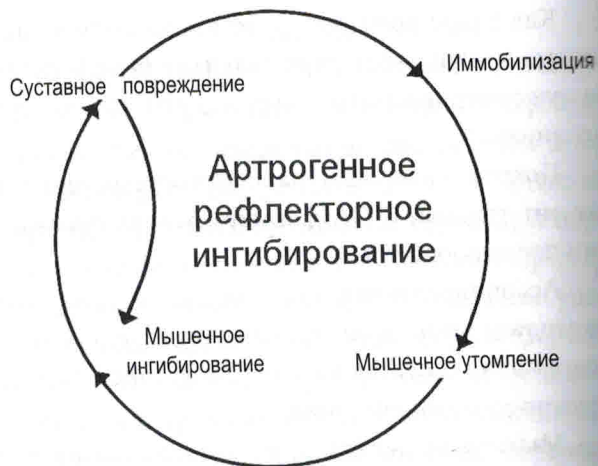 Суставное повреждение
Иммобилизация
Артрогенное
рефлекторное
ингибирование
Мышечное
ингибирование
Мышечное утомление